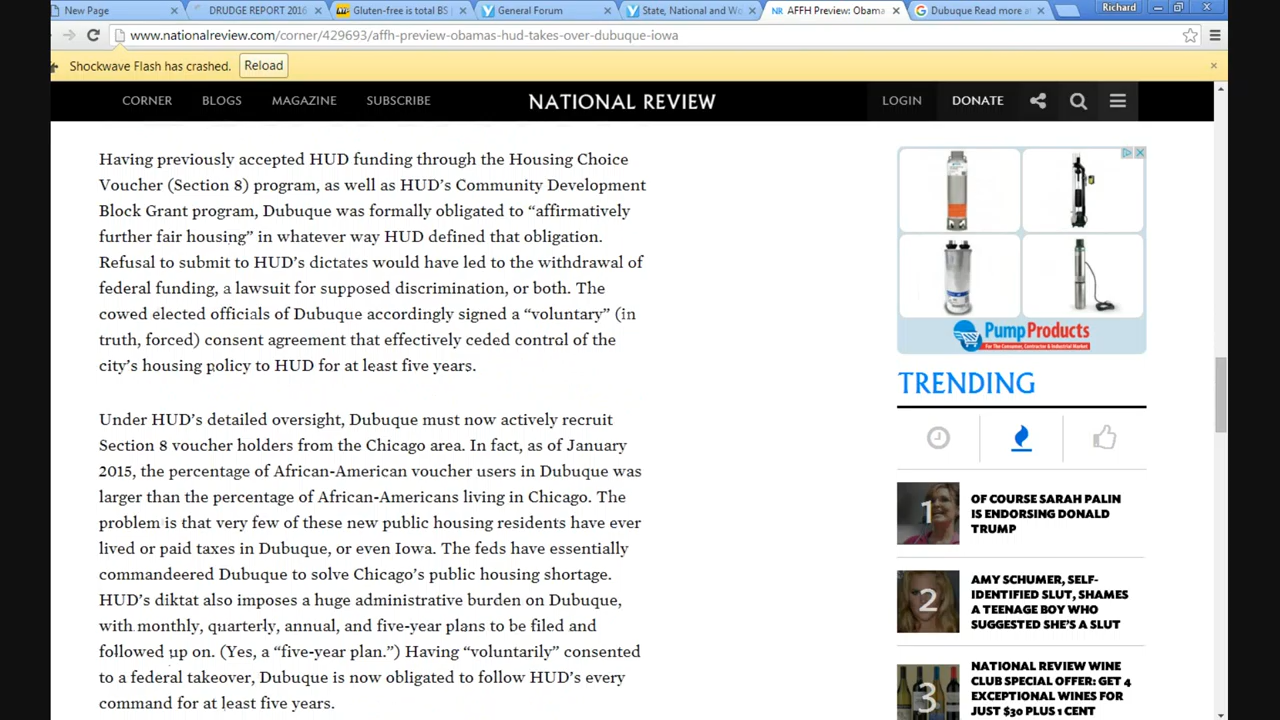 New Page
DRUDGE REPORT 2016
Gluten-free is total BS
General Forum
State, National and Wo
AFFH Preview: Obama
Dubuque Read more at
Richard
www.nationalreview.com/corner/429693/affh-preview-obamas-hud-takes-over-dubuque-iowa
Shockwave Flash has crashed. Reload
CORNER BLOGS MAGAZINE SUBSCRIBE NATIONAL REVIEW LOGIN DONATE
Having previously accepted HUD funding through the Housing Choice
Voucher (Section 8) program, as well as HUD’s Community Development
Block Grant program, Dubuque was formally obligated to “affirmatively
further fair housing” in whatever way HUD defined that obligation.
Refusal to submit to HUD’s dictates would have led to the withdrawal of
federal funding, a lawsuit for supposed discrimination, or both. The
cowed elected officials of Dubuque accordingly signed a “voluntary” (in
truth, forced) consent agreement that effectively ceded control of the
city’s housing policy to HUD for at least five years.
Under HUD’s detailed oversight, Dubuque must now actively recruit
Section 8 voucher holders from the Chicago area. In fact, as of January
2015, the percentage of African-American voucher users in Dubuque was
larger than the percentage of African-Americans living in Chicago. The
problem is that very few of these new public housing residents have ever
lived or paid taxes in Dubuque, or even Iowa. The feds have essentially
commandeered Dubuque to solve Chicago’s public housing shortage.
HUD’s diktat also imposes a huge administrative burden on Dubuque,
with monthly, quarterly, annual, and five-year plans to be filed and
followed up on. (Yes, a “five-year plan.”) Having “voluntarily” consented
to a federal takeover, Dubuque is now obligated to follow HUD’s every
command for at least five years.
PumpProducts
For The Consumer, Contractor & Industrial Market
TRENDING
1
OF COURSE SARAH PALIN
IS ENDORSING DONALD
TRUMP
2
AMY SCHUMER, SELF-
IDENTIFIED SLUT, SHAMES
A TEENAGE BOY WHO
SUGGESTED SHE’S A SLUT
3
NATIONAL REVIEW WINE
CLUB SPECIAL OFFER: GET 4
EXCEPTIONAL WINES FOR
JUST $30 PLUS 1 CENT